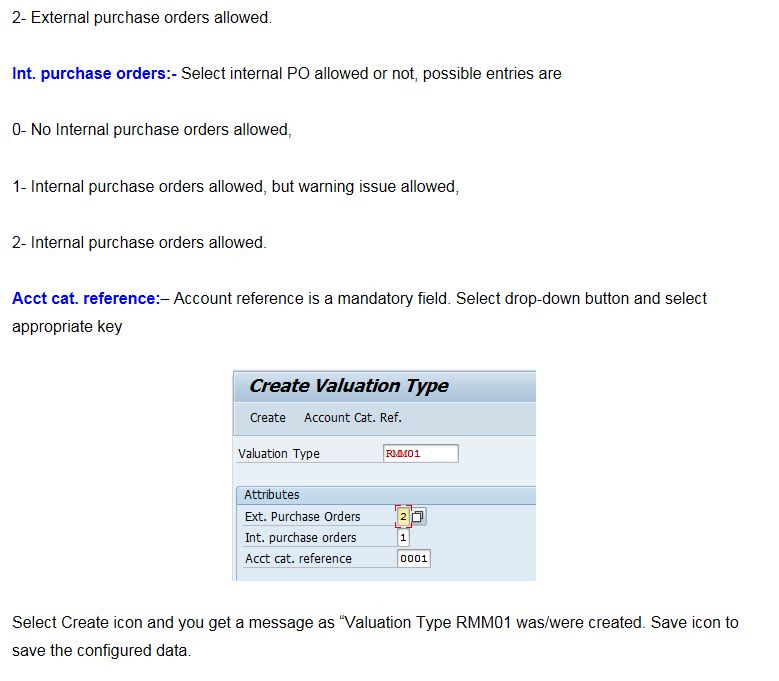 2- External purchase orders allowed.
Int. purchase orders:- Select internal PO allowed or not, possible entries are
0- No Internal purchase orders allowed,
1- Internal purchase orders allowed, but warning issue allowed,
2- Internal purchase orders allowed.
Acct cat. reference:– Account reference is a mandatory field. Select drop-down button and select
appropriate key
Create Valuation Type
Create Account Cat. Ref.
Valuation Type RMM01
Attributes
Ext. Purchase Orders 2
Int. purchase orders 1
Acct cat. reference 0001
Select Create icon and you get a message as “Valuation Type RMM01 was/were created. Save icon to
save the configured data.